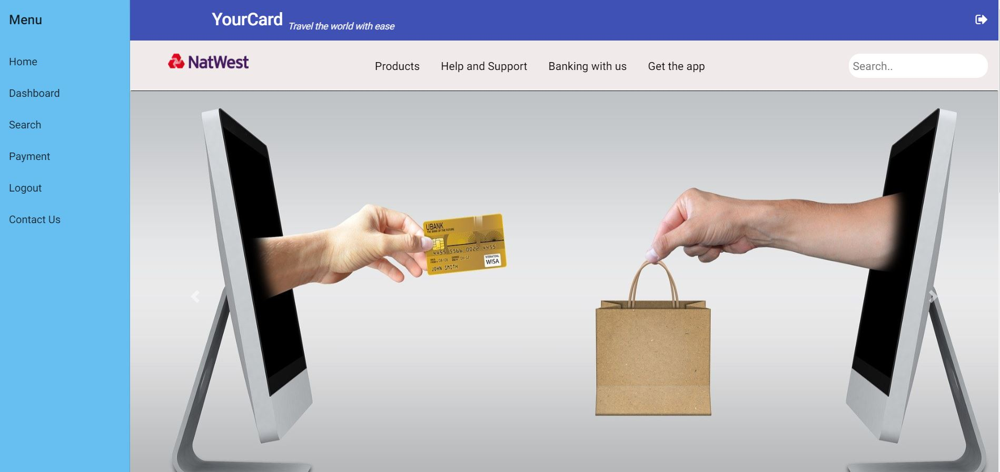 Menu
Home
Dashboard
Search
Payment
Logout
Contact Us
YourCard Travel the world with ease
NatWest
Products Help and Support Banking with us Get the app
Search..
UBANK
THE BANK OF THE FUTURE
4455 5566 0022 4455
JOHN SMITH
INTERNATIONAL
WISA